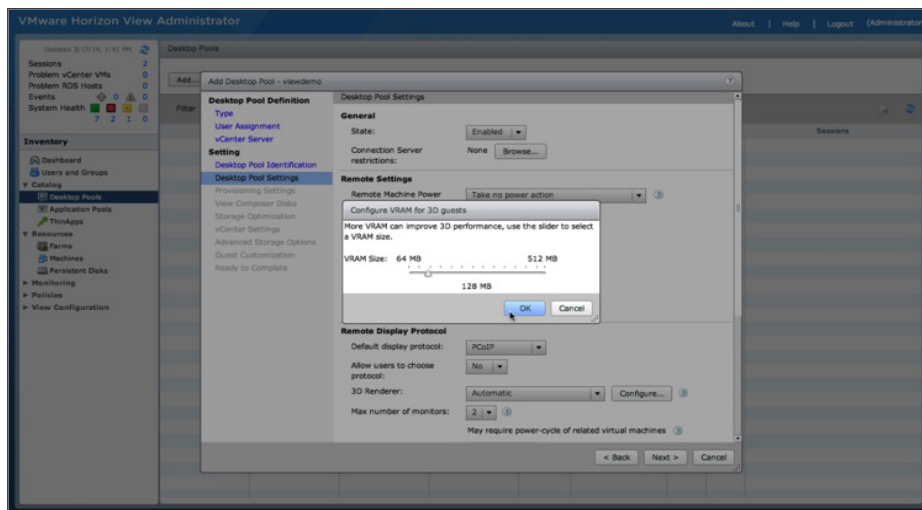 VMware Horizon View Administrator
About | Help | Logout (Administrator
Updated 3/17/14, 1:41 PM
Sessions 2
Problem vCenter VMs 0
Problem RDS Hosts 0
Events 0 0
System Health
7 2 1 0
Inventory
Dashboard
Users and Groups
Catalog
Desktop Pools
Application Pools
ThinApps
Resources
Farms
Machines
Persistent Disks
Monitoring
Policies
View Configuration
Desktop Pools
Add...
Filter
Sessions
Add Desktop Pool - viewdemo
?
Desktop Pool Definition
Type
User Assignment
vCenter Server
Setting
Desktop Pool Identification
Desktop Pool Settings
Provisioning Settings
View Composer Disks
Storage Optimization
vCenter Settings
Advanced Storage Options
Guest Customization
Ready to Complete
Desktop Pool Settings
General
State: Enabled
Connection Server restrictions: None Browse...
Remote Settings
Remote Machine Power Take no power action
Configure VRAM for 3D guests
More VRAM can improve 3D performance, use the slider to select
a VRAM size.
VRAM Size: 64 MB 512 MB
128 MB
OK Cancel
Remote Display Protocol
Default display protocol: PCoIP
Allow users to choose protocol: No
3D Renderer: Automatic Configure...
Max number of monitors: 2
May require power-cycle of related virtual machines
< Back Next > Cancel